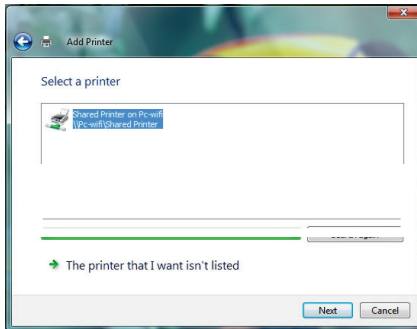 Add Printer
Select a printer
Shared Printer on Pc-wifi
\\Pc-wifi\Shared Printer
The printer that I want isn't listed
Next
Cancel